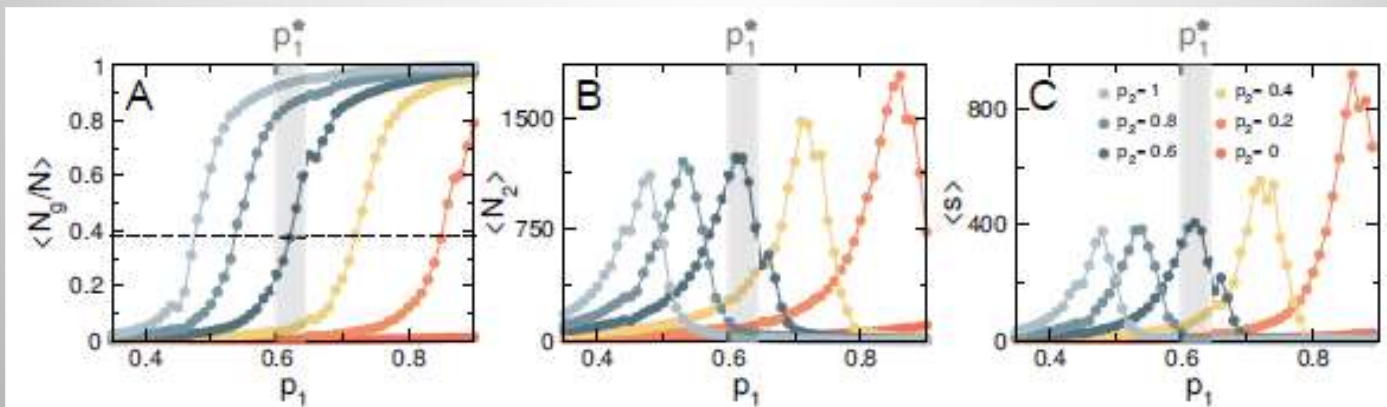 p₁* p₁* p₁*
A B C
1 0.8 0.6 0.4 0.2 0
⟨N_g/N⟩
0.4 0.6 0.8
p₁
1500 750 0
⟨N₂⟩
0.4 0.6 0.8
p₁
800 400 0
⟨s⟩
p₂= 1 p₂= 0.4
p₂= 0.8 p₂= 0.2
p₂= 0.6 p₂= 0
0.4 0.6 0.8
p₁